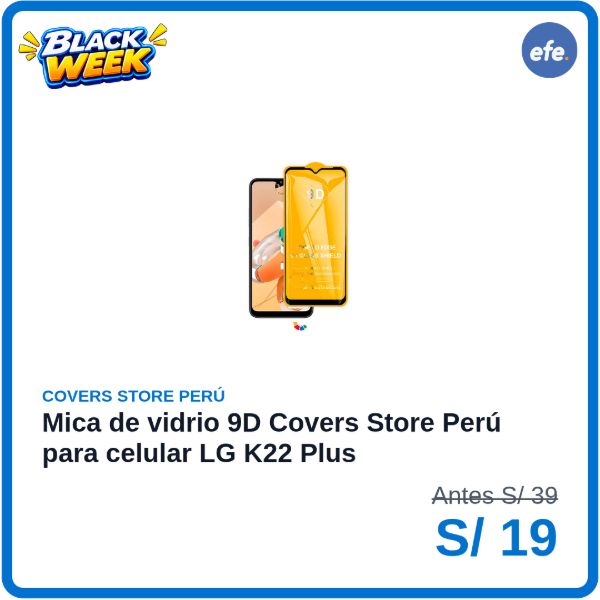 BLACK
WEEK
efe.
9D
COVERS STORE PERÚ
Mica de vidrio 9D Covers Store Perú
para celular LG K22 Plus
Antes S/ 39
S/ 19